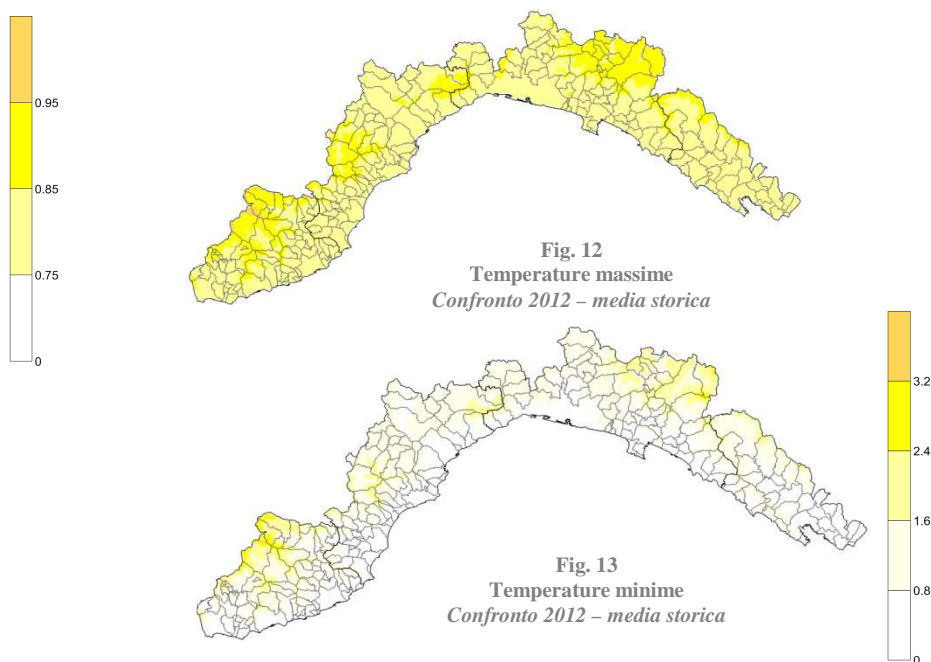 0.95
0.85
0.75
0
Fig. 12
Temperature massime
Confronto 2012 – media storica
3.2
2.4
1.6
0.8
0
Fig. 13
Temperature minime
Confronto 2012 – media storica